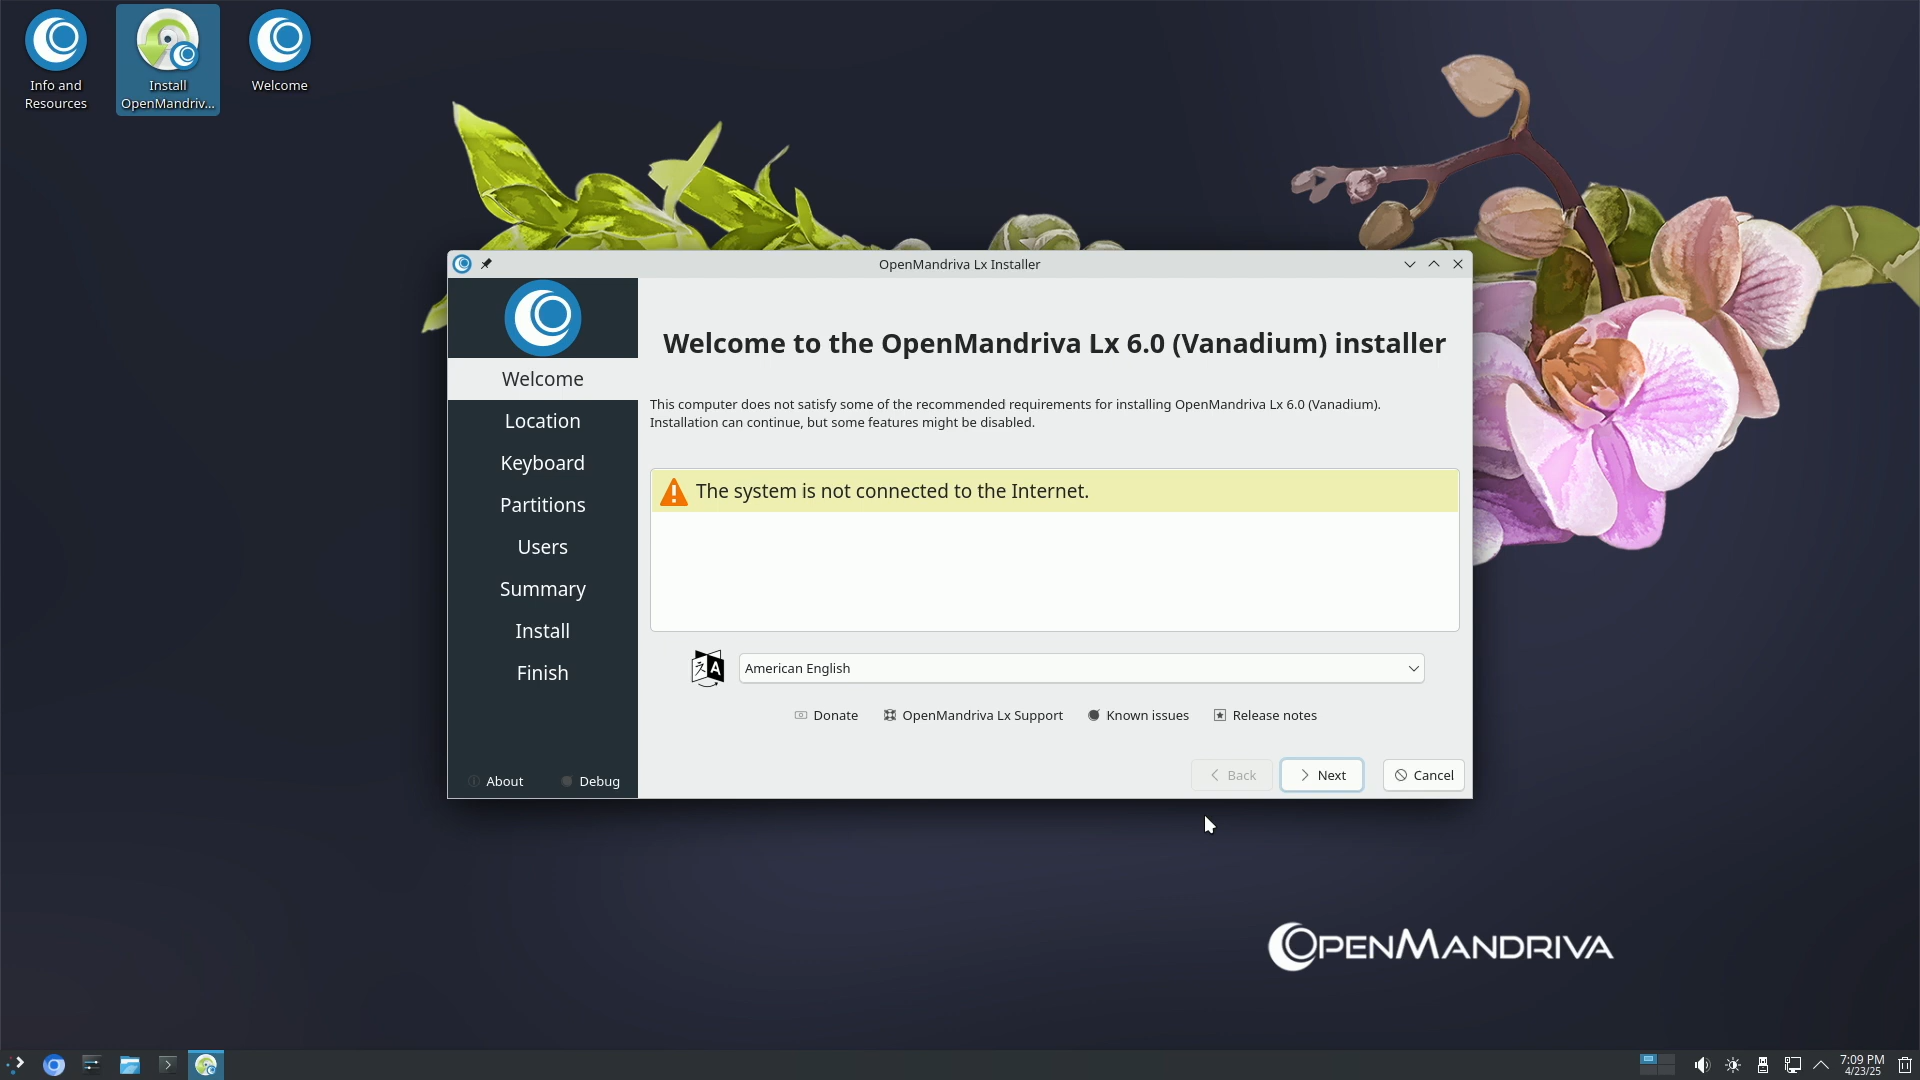 Info and
Resources
Install
OpenMandriv...
Welcome
OpenMandriva Lx Installer
Welcome
Location
Keyboard
Partitions
Users
Summary
Install
Finish
About
Debug
Welcome to the OpenMandriva Lx 6.0 (Vanadium) installer
This computer does not satisfy some of the recommended requirements for installing OpenMandriva Lx 6.0 (Vanadium).
Installation can continue, but some features might be disabled.
The system is not connected to the Internet.
American English
Donate
OpenMandriva Lx Support
Known issues
Release notes
Back
Next
Cancel
OPENMANDRIVA
7:09 PM
4/23/25